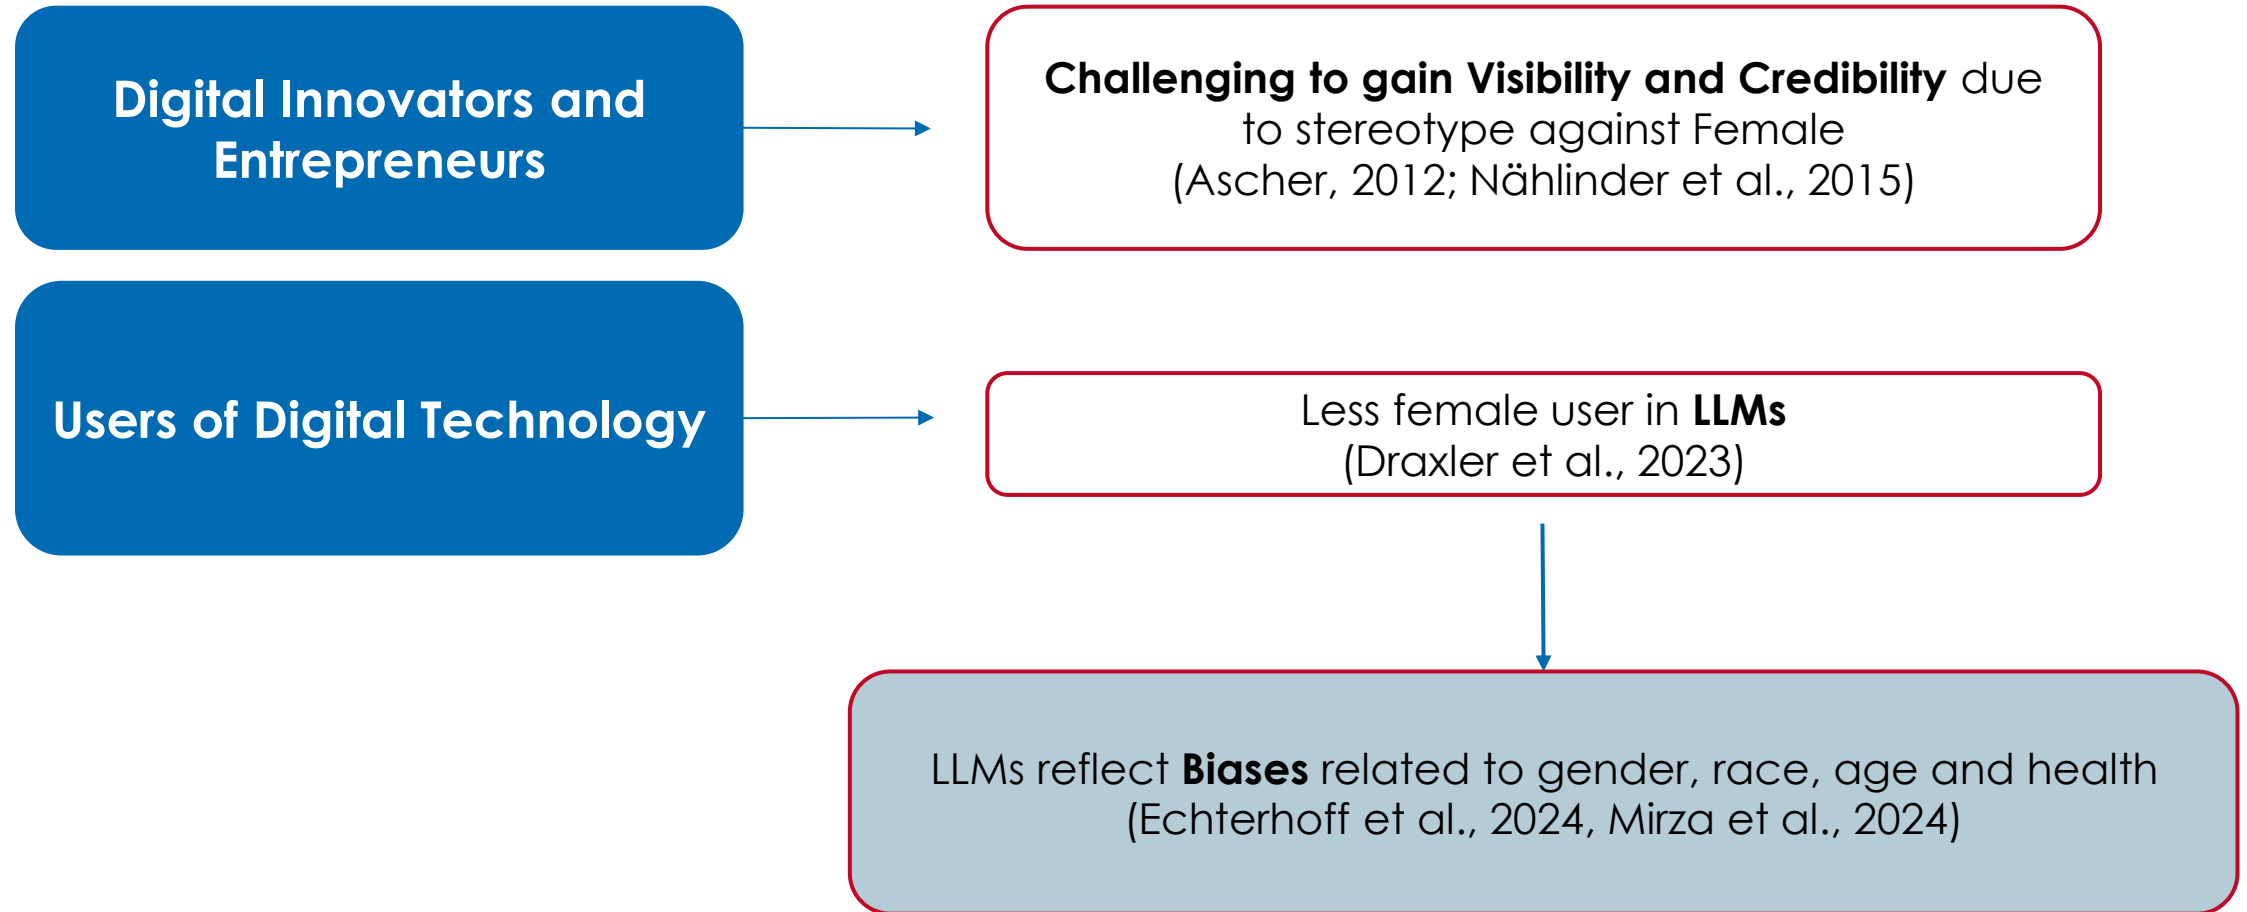 Digital Innovators and
Entrepreneurs
Challenging to gain Visibility and Credibility due
to stereotype against Female
(Ascher, 2012; Nählinder et al., 2015)
Users of Digital Technology
Less female user in LLMs
(Draxler et al., 2023)
LLMs reflect Biases related to gender, race, age and health
(Echterhoff et al., 2024, Mirza et al., 2024)